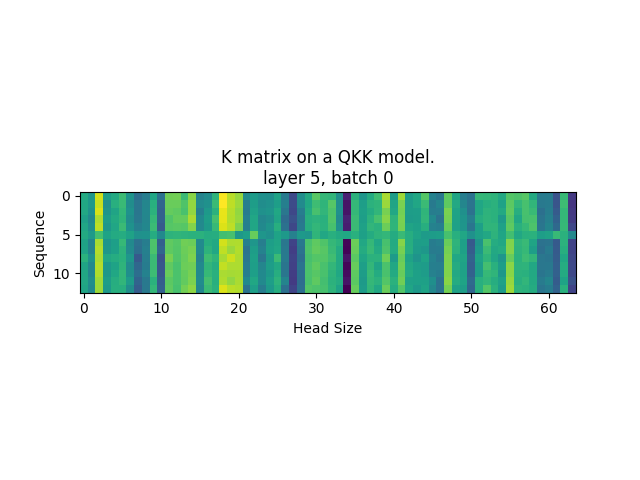 K matrix on a QKK model.
layer 5, batch 0
0
5
10
Sequence
0 10 20 30 40 50 60
Head Size